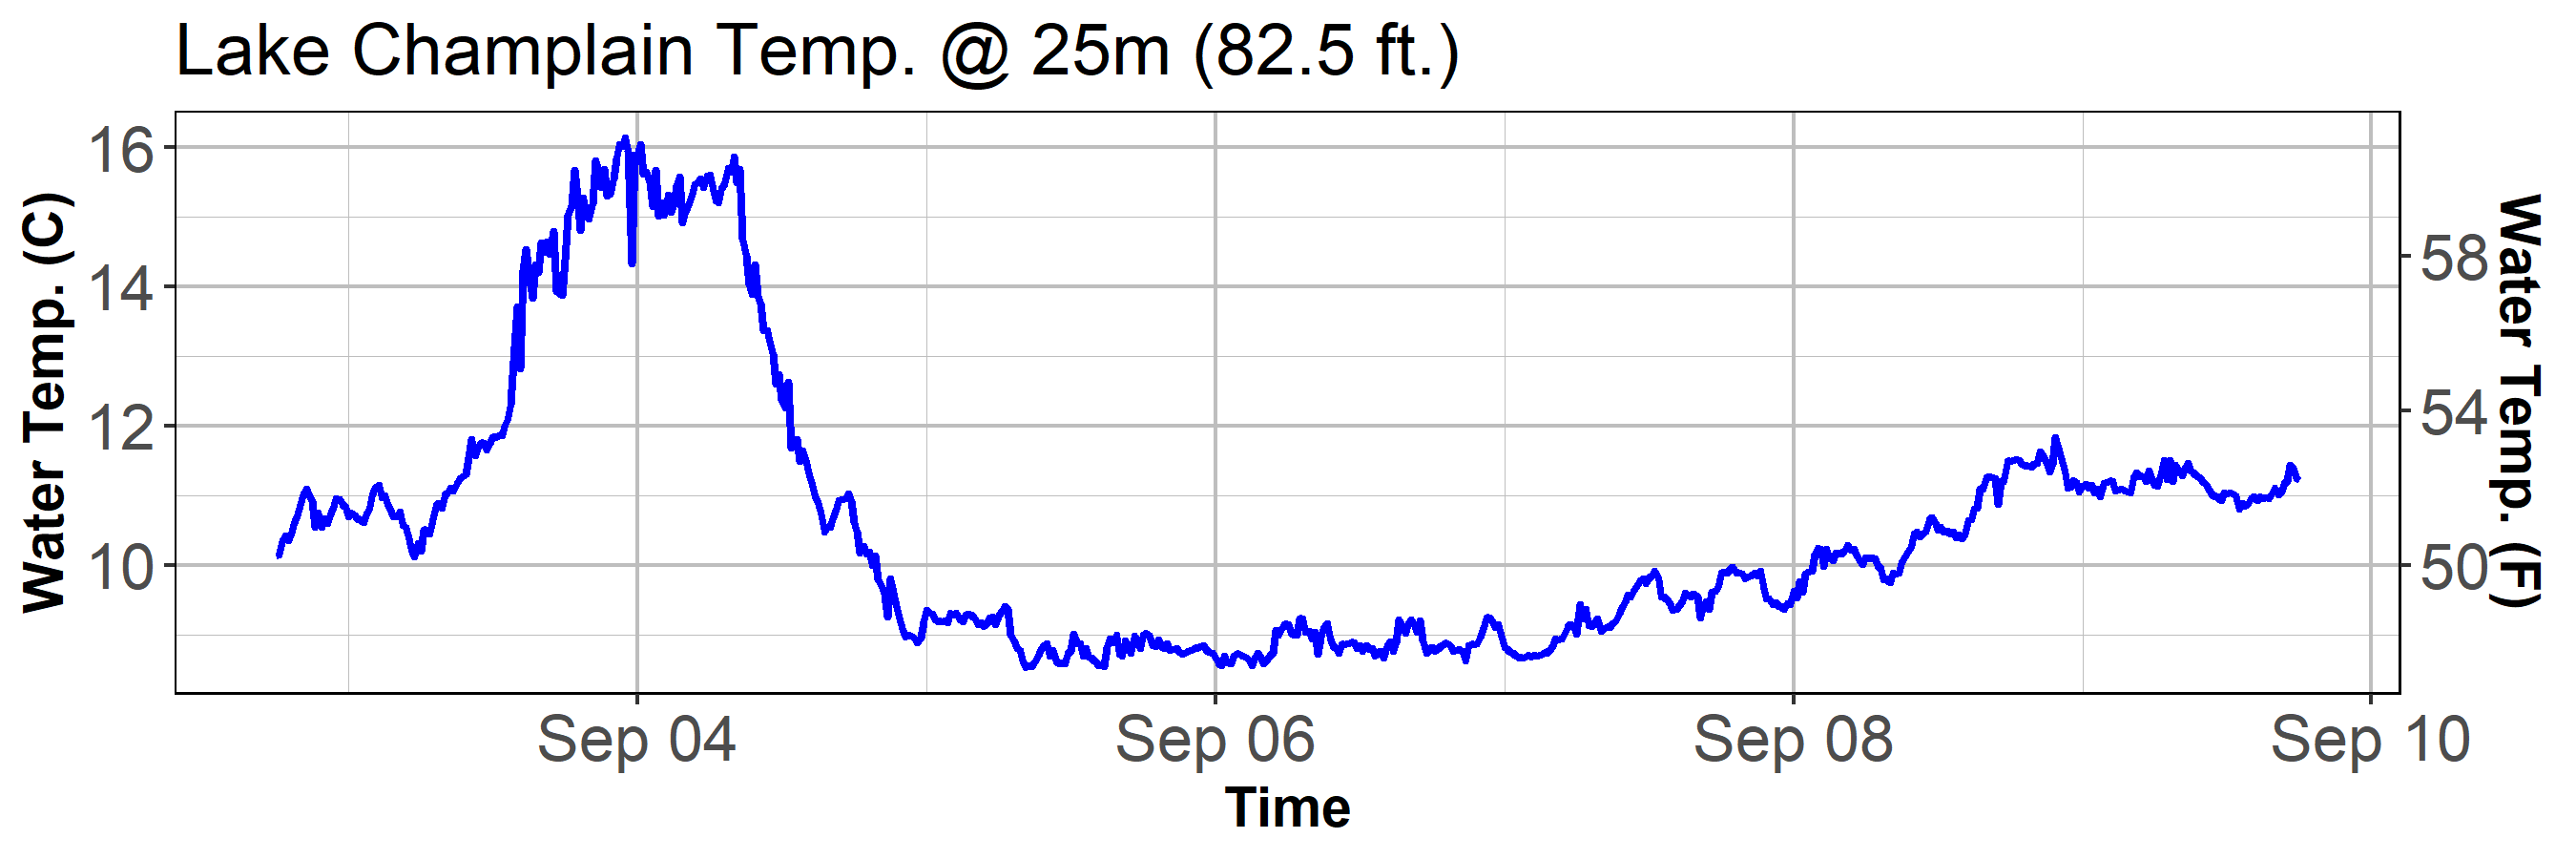 Lake Champlain Temp. @ 25m (82.5 ft.)
Water Temp. (C)
16
14
12
10
Water Temp. (F)
58
54
50
Sep 04 Sep 06 Sep 08 Sep 10
Time